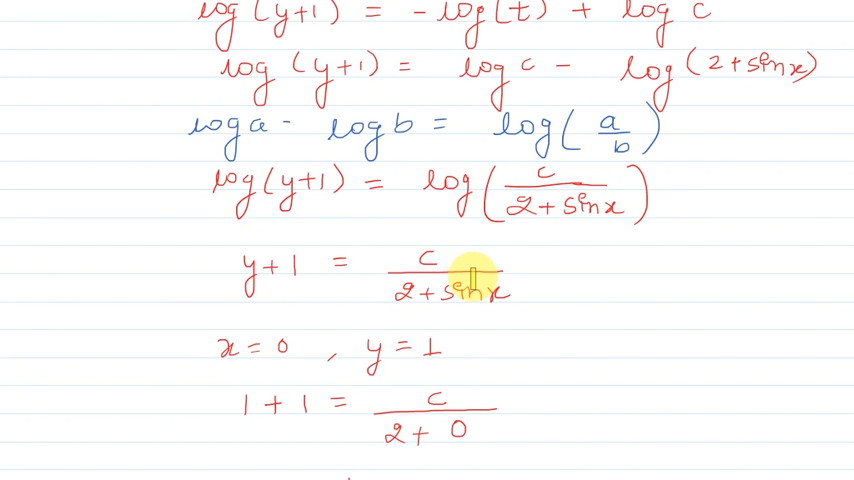 log(y+1) = -log(t) + log c
log(y+1) = log c - log(2+sinx)
log a - log b = log(a/b)
log(y+1) = log(c/(2+sinx))
y+1 = c/(2+sinx)
x=0 , y=1
1+1 = c/(2+0)